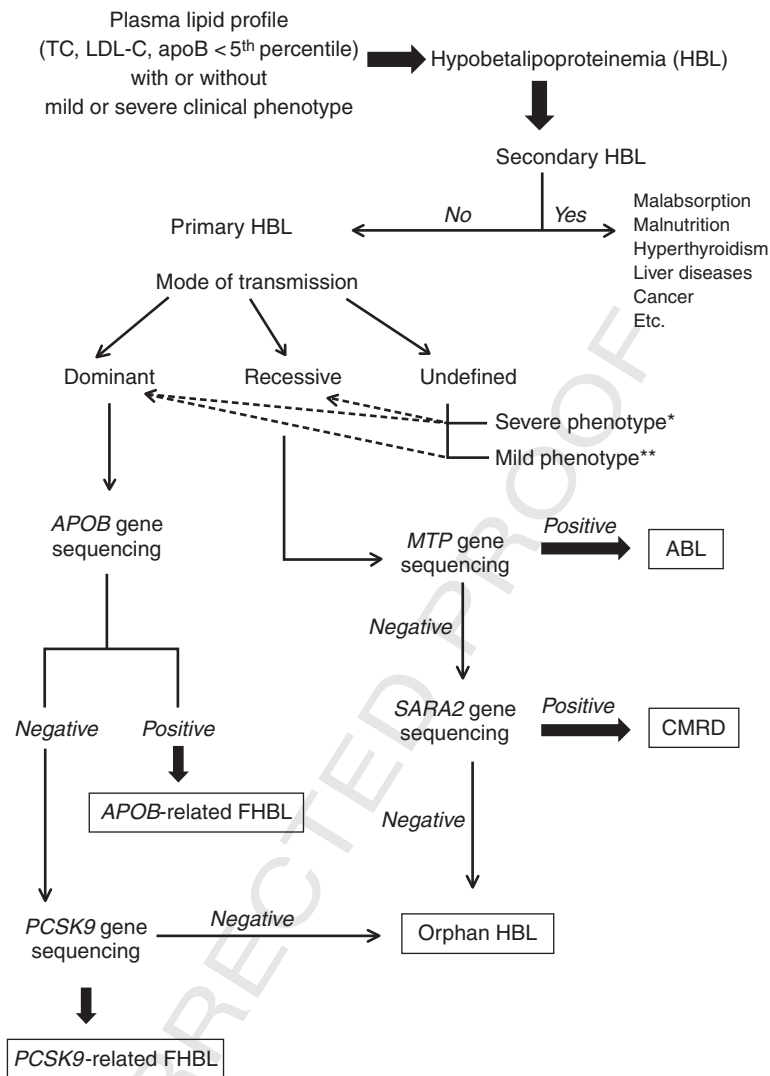 Plasma lipid profile
(TC, LDL-C, apoB < 5th percentile)
with or without
mild or severe clinical phenotype
Hypobetalipoproteinemia (HBL)
Secondary HBL
No
Yes
Primary HBL
Malabsorption
Malnutrition
Hyperthyroidism
Liver diseases
Cancer
Etc.
Mode of transmission
Dominant
Recessive
Undefined
Severe phenotype*
Mild phenotype**
APOB gene
sequencing
MTP gene
sequencing
Positive
ABL
Negative
SARA2 gene
sequencing
Positive
CMRD
Negative
Positive
APOB-related FHBL
Negative
PCSK9 gene
sequencing
Negative
Orphan HBL
PCSK9-related FHBL
RECTED PROOF